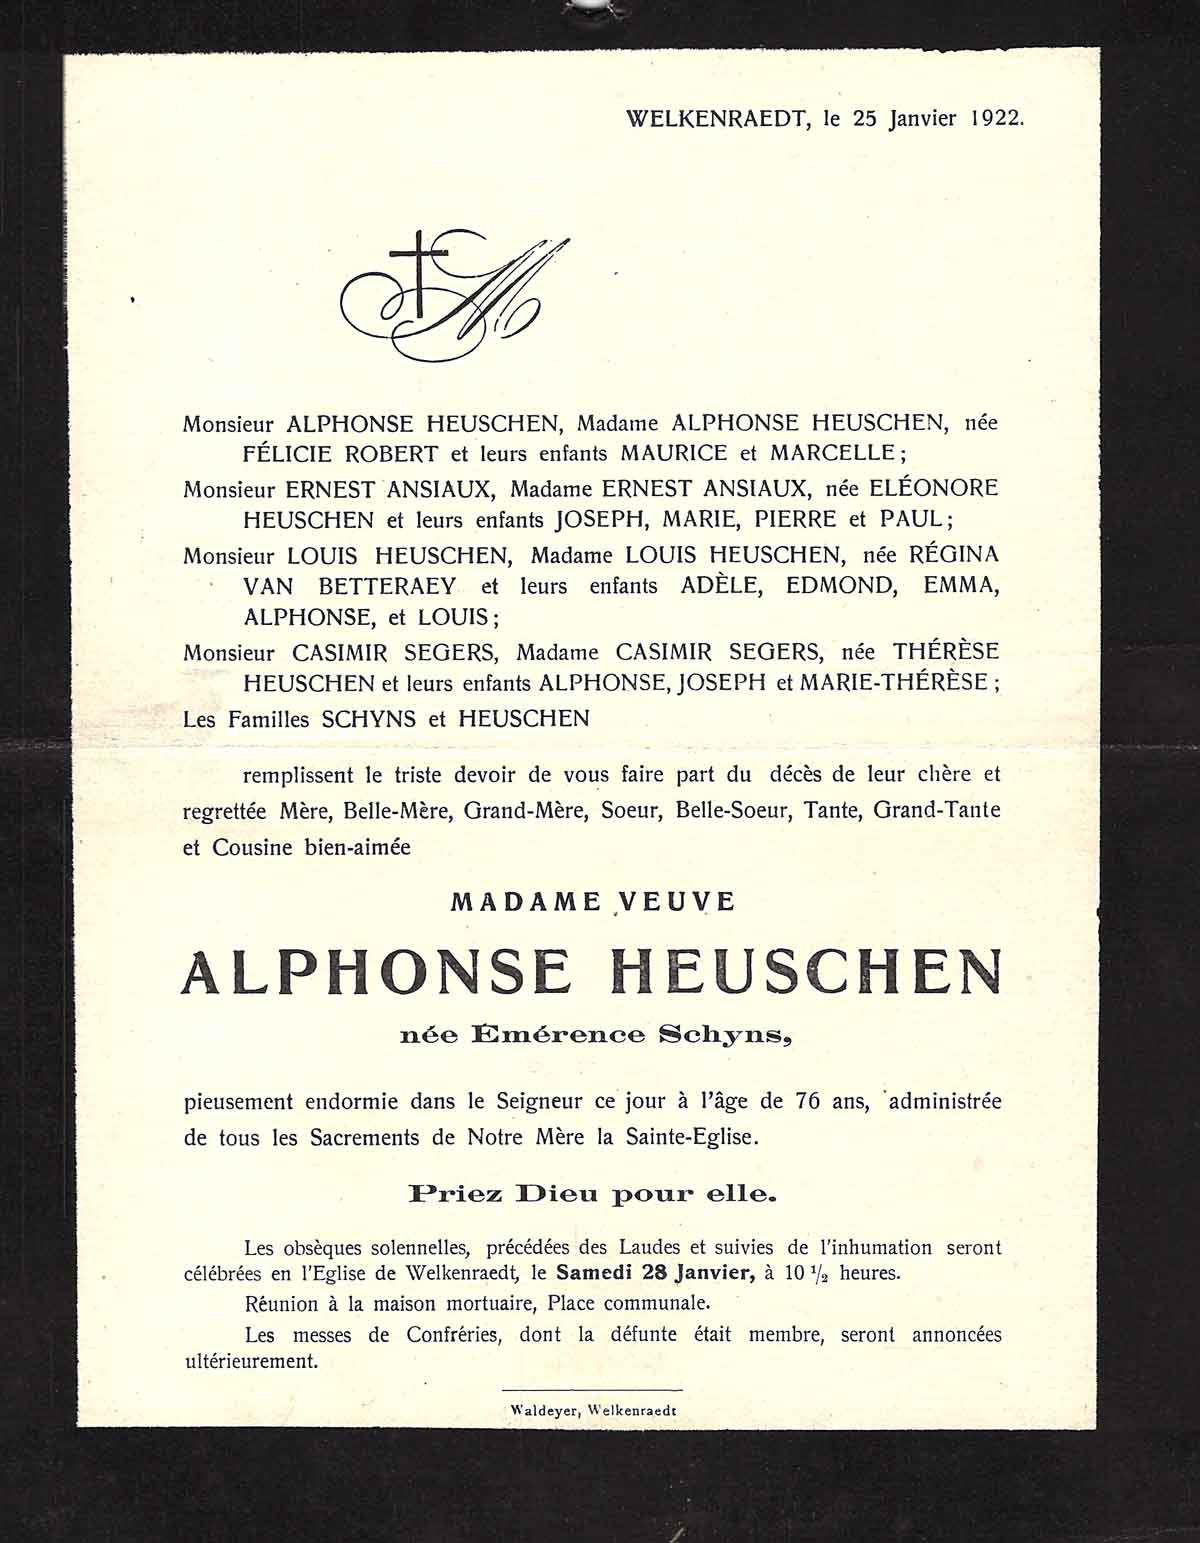 WELKENRAEDT, le 25 Janvier 1922.
M
Monsieur ALPHONSE HEUSCHEN, Madame ALPHONSE HEUSCHEN, née
FÉLICIE ROBERT et leurs enfants MAURICE et MARCELLE ;
Monsieur ERNEST ANSIAUX, Madame ERNEST ANSIAUX, née ELÉONORE
HEUSCHEN et leurs enfants JOSEPH, MARIE, PIERRE et PAUL ;
Monsieur LOUIS HEUSCHEN, Madame LOUIS HEUSCHEN, née RÉGINA
VAN BETTERAEY et leurs enfants ADÈLE, EDMOND, EMMA,
ALPHONSE, et LOUIS ;
Monsieur CASIMIR SEGERS, Madame CASIMIR SEGERS, née THÉRÈSE
HEUSCHEN et leurs enfants ALPHONSE, JOSEPH et MARIE-THÉRÈSE ;
Les Familles SCHYNS et HEUSCHEN
remplissent le triste devoir de vous faire part du décès de leur chère et
regrettée Mère, Belle-Mère, Grand-Mère, Soeur, Belle-Soeur, Tante, Grand-Tante
et Cousine bien-aimée
MADAME VEUVE
ALPHONSE HEUSCHEN
née Émérence Schyns,
pieusement endormie dans le Seigneur ce jour à l'âge de 76 ans, administrée
de tous les Sacrements de Notre Mère la Sainte-Eglise.
Priez Dieu pour elle.
Les obsèques solennelles, précédées des Laudes et suivies de l'inhumation seront
célébrées en l'Eglise de Welkenraedt, le Samedi 28 Janvier, à 10 1/2 heures.
Réunion à la maison mortuaire, Place communale.
Les messes de Confréries, dont la défunte était membre, seront annoncées
ultérieurement.
Waldeyer, Welkenraedt